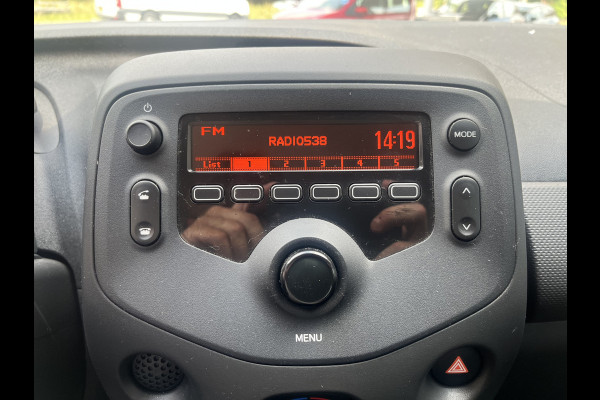 FM
RADIO538
14:19
MODE
List 1 2 3 4 5
MENU